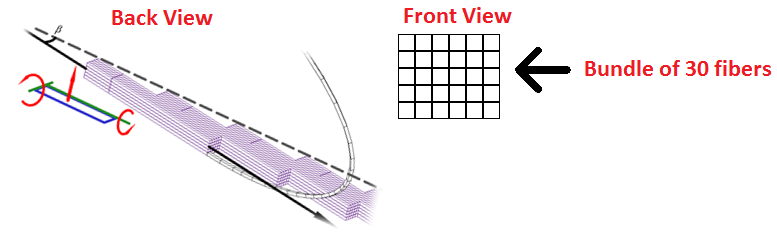 Back View
Front View
β
Bundle of 30 fibers